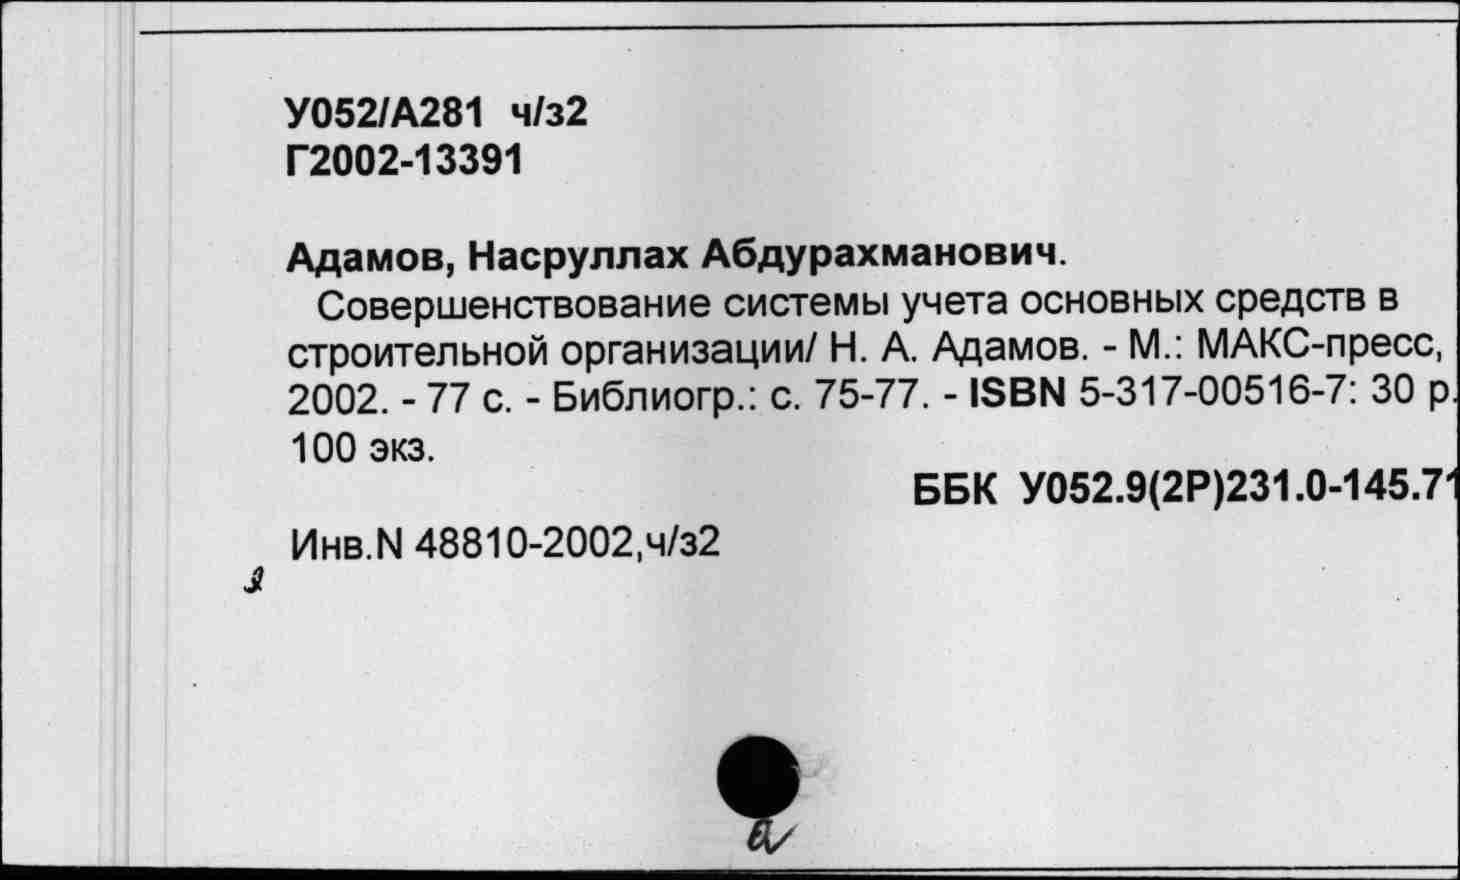 У052/А281 ч/з2
Г2002-13391
Адамов, Насруллах Абдурахманович.
Совершенствование системы учета основных средств в
строительной организации/ Н. А. Адамов. - М.: МАКС-пресс,
2002. - 77 с. - Библиогр.: с. 75-77. - ISBN 5-317-00516-7: 30 р.
100 экз.
ББК У052.9(2Р)231.0-145.71
Инв.N 48810-2002,ч/з2